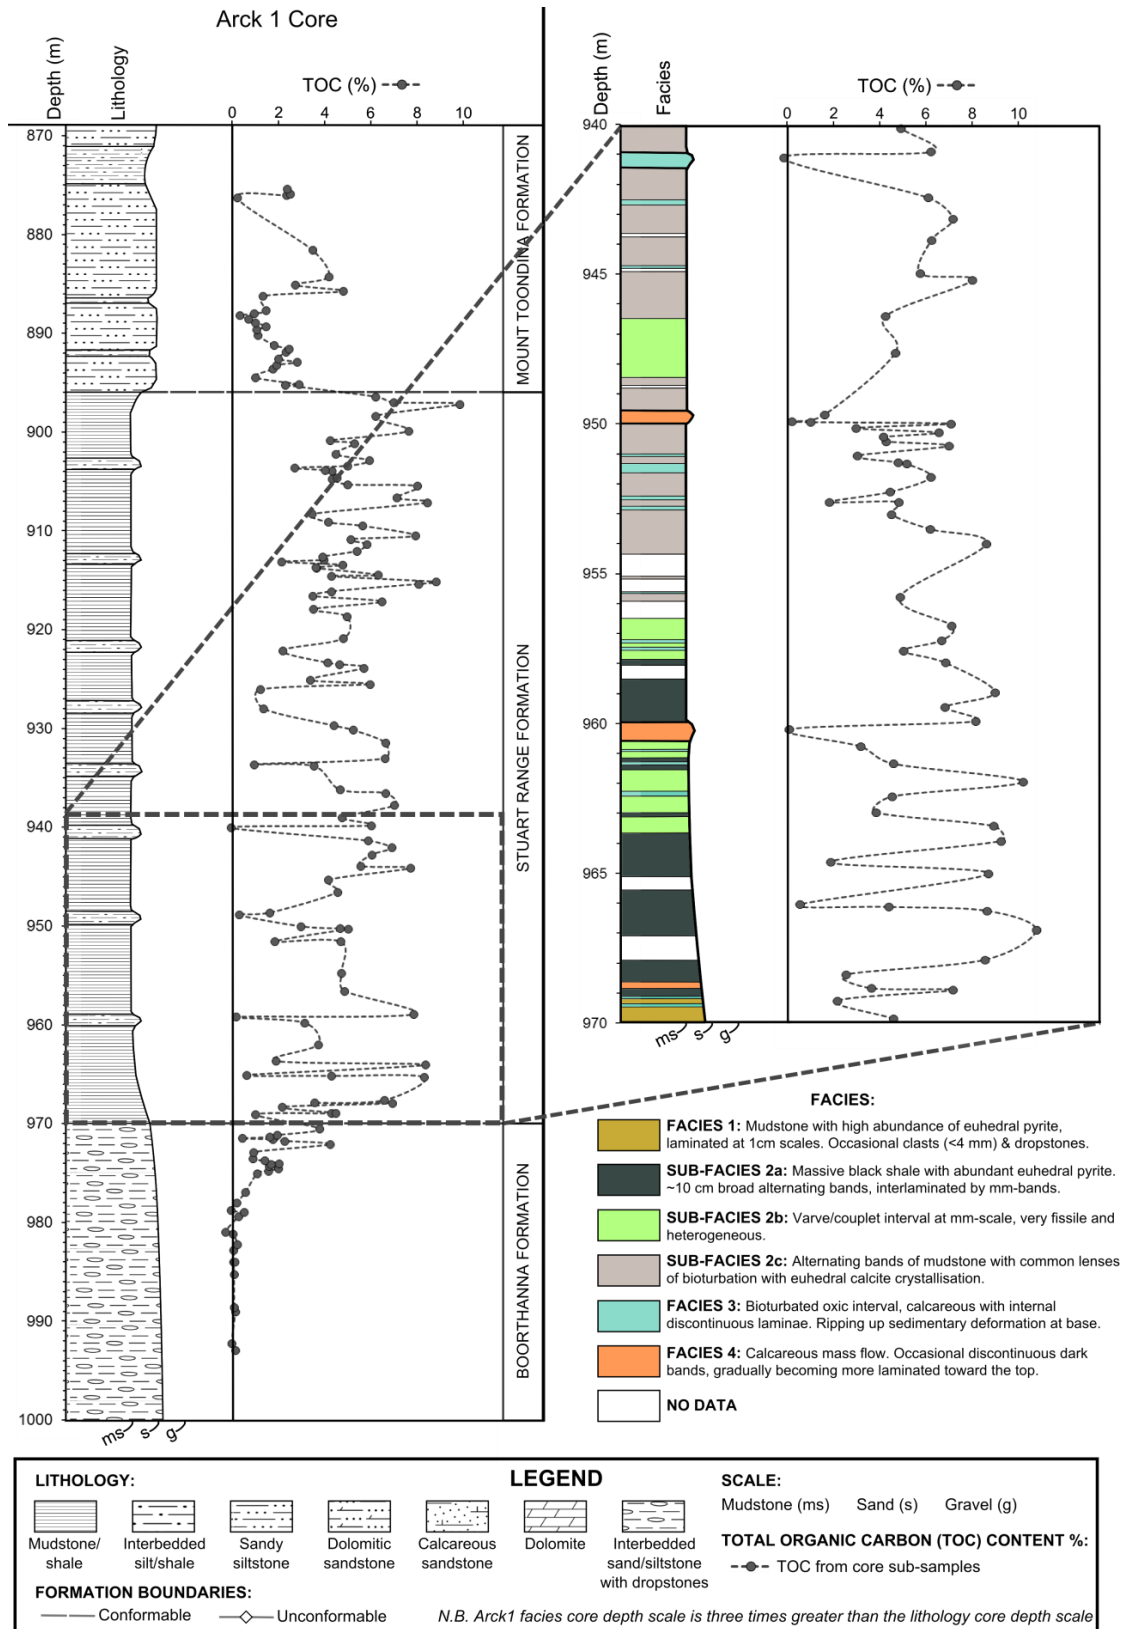 Arck 1 Core
Depth (m)
Lithology
TOC (%)
0 2 4 6 8 10
870
880
890
900
910
920
930
940
950
960
970
980
990
1000
ms
s
g
MOUNT TOONDINA FORMATION
STUART RANGE FORMATION
BOORTHANNA FORMATION
Depth (m)
Facies
TOC (%)
0 2 4 6 8 10
940
945
950
955
960
965
970
ms
s
g
FACIES:
FACIES 1: Mudstone with high abundance of euhedral pyrite,
laminated at 1cm scales. Occasional clasts (<4 mm) & dropstones.
SUB-FACIES 2a: Massive black shale with abundant euhedral pyrite.
~10 cm broad alternating bands, interlaminated by mm-bands.
SUB-FACIES 2b: Varve/couplet interval at mm-scale, very fissile and
heterogeneous.
SUB-FACIES 2c: Alternating bands of mudstone with common lenses
of bioturbation with euhedral calcite crystallisation.
FACIES 3: Bioturbated oxic interval, calcareous with internal
discontinuous laminae. Ripping up sedimentary deformation at base.
FACIES 4: Calcareous mass flow. Occasional discontinuous dark
bands, gradually becoming more laminated toward the top.
NO DATA
LEGEND
LITHOLOGY:
Mudstone/
shale
Interbedded
silt/shale
Sandy
siltstone
Dolomitic
sandstone
Calcareous
sandstone
Dolomite
Interbedded
sand/siltstone
with dropstones
SCALE:
Mudstone (ms) Sand (s) Gravel (g)
TOTAL ORGANIC CARBON (TOC) CONTENT %:
TOC from core sub-samples
FORMATION BOUNDARIES:
Conformable
Unconformable
N.B. Arck1 facies core depth scale is three times greater than the lithology core depth scale